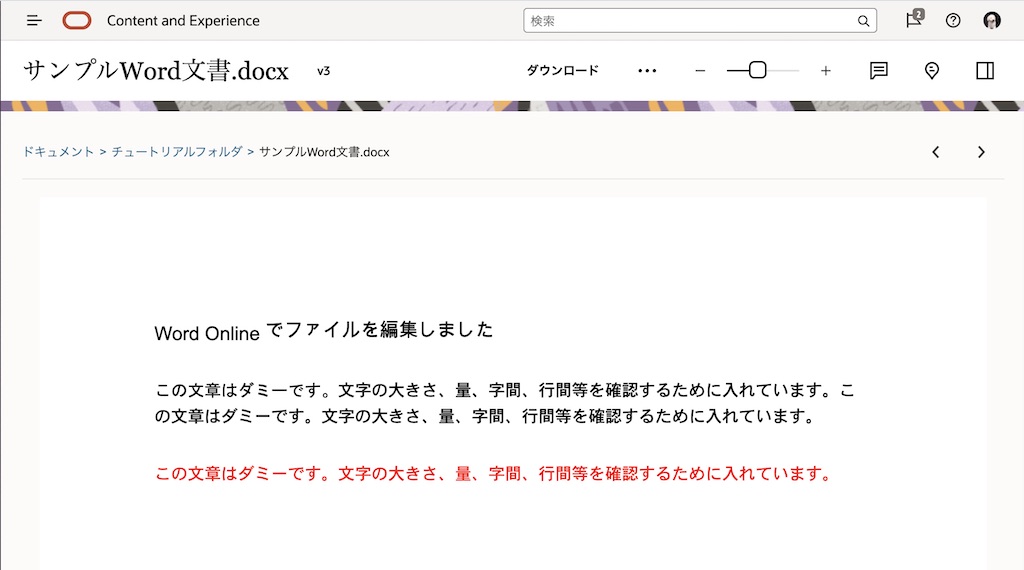 Content and Experience
検索
2
サンプルWord文書.docx v3 ダウンロード
ドキュメント > チュートリアルフォルダ > サンプルWord文書.docx
Word Online でファイルを編集しました
この文章はダミーです。文字の大きさ、量、字間、行間等を確認するために入れています。こ
の文章はダミーです。文字の大きさ、量、字間、行間等を確認するために入れています。
この文章はダミーです。文字の大きさ、量、字間、行間等を確認するために入れています。